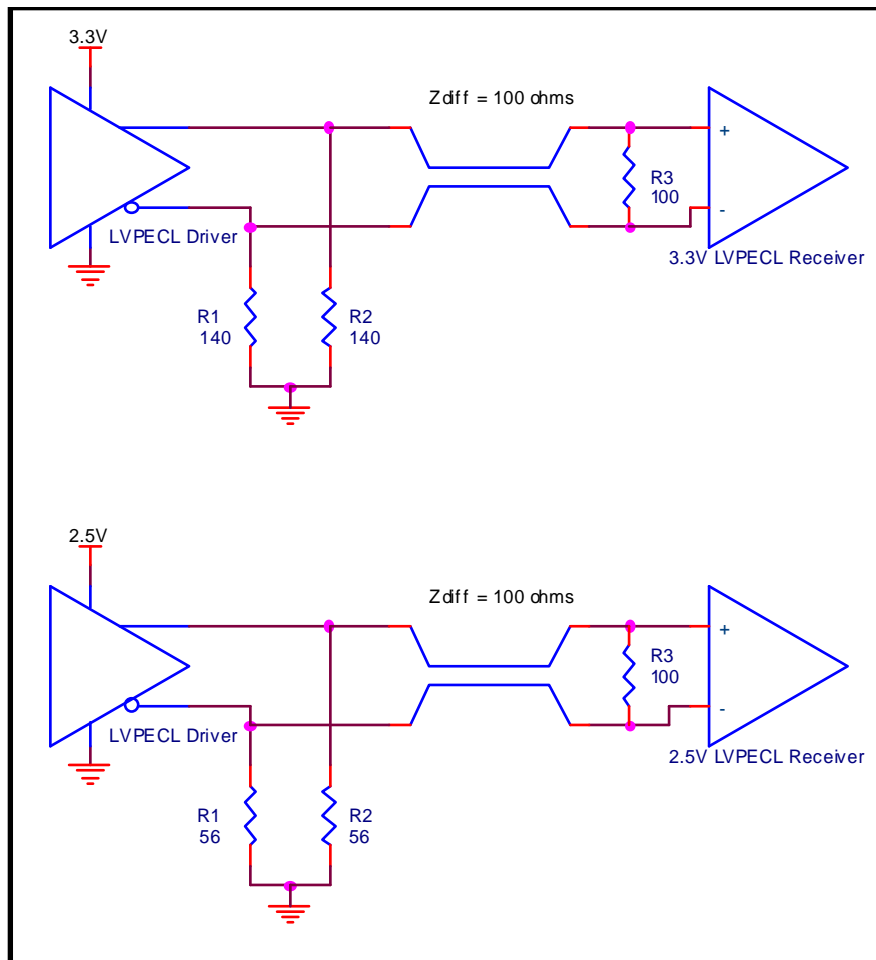 3.3V
Zdiff = 100 ohms
+
R3
100
-
LVPECL Driver
3.3V LVPECL Receiver
R1
140
R2
140
2.5V
Zdiff = 100 ohms
+
R3
100
-
LVPECL Driver
2.5V LVPECL Receiver
R1
56
R2
56